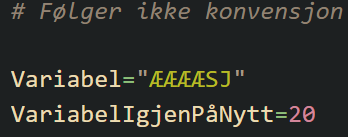 # Følger ikke konvensjon
Variabel="ÆÆÆÆSJ"
VariabelIgjenPåNytt=20